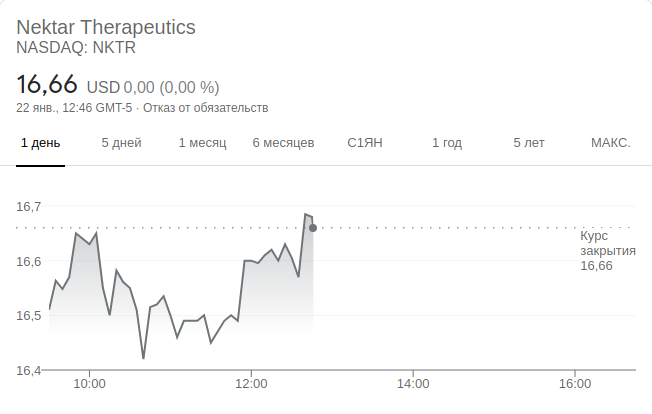 Nektar Therapeutics
NASDAQ: NKTR
16,66 USD 0,00 (0,00 %)
22 янв., 12:46 GMT-5 · Отказ от обязательств
1 день 5 дней 1 месяц 6 месяцев С1ЯН 1 год 5 лет МАКС.
16,7
Курс
закрытия
16,6
16,66
16,5
16,4
10:00 12:00 14:00 16:00